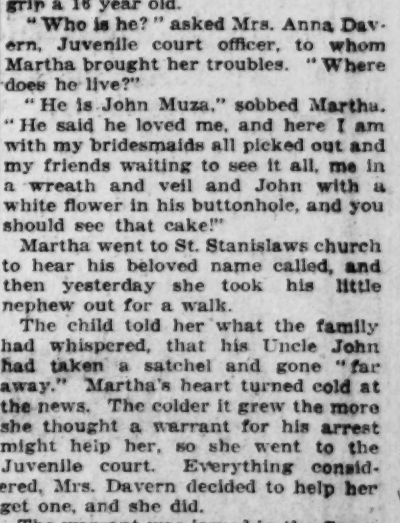 grip a 16 year old.
"Who is he?" asked Mrs. Anna Dav-
ern, Juvenile court officer, to whom
Martha brought her troubles. "Where
does he live?"
"He is John Muza," sobbed Martha.
"He said he loved me, and here I am
with my bridesmaids all picked out and
my friends waiting to see it all, me in
a wreath and veil and John with a
white flower in his buttonhole, and you
should see that cake!"
Martha went to St. Stanislaws church
to hear his beloved name called, and
then yesterday she took his little
nephew out for a walk.
The child told her what the family
had whispered, that his Uncle John
had taken a satchel and gone "far
away." Martha's heart turned cold at
the news. The colder it grew the more
she thought a warrant for his arrest
might help her, so she went to the
Juvenile court. Everything consid-
ered, Mrs. Davern decided to help her
get one, and she did.
The warrant was